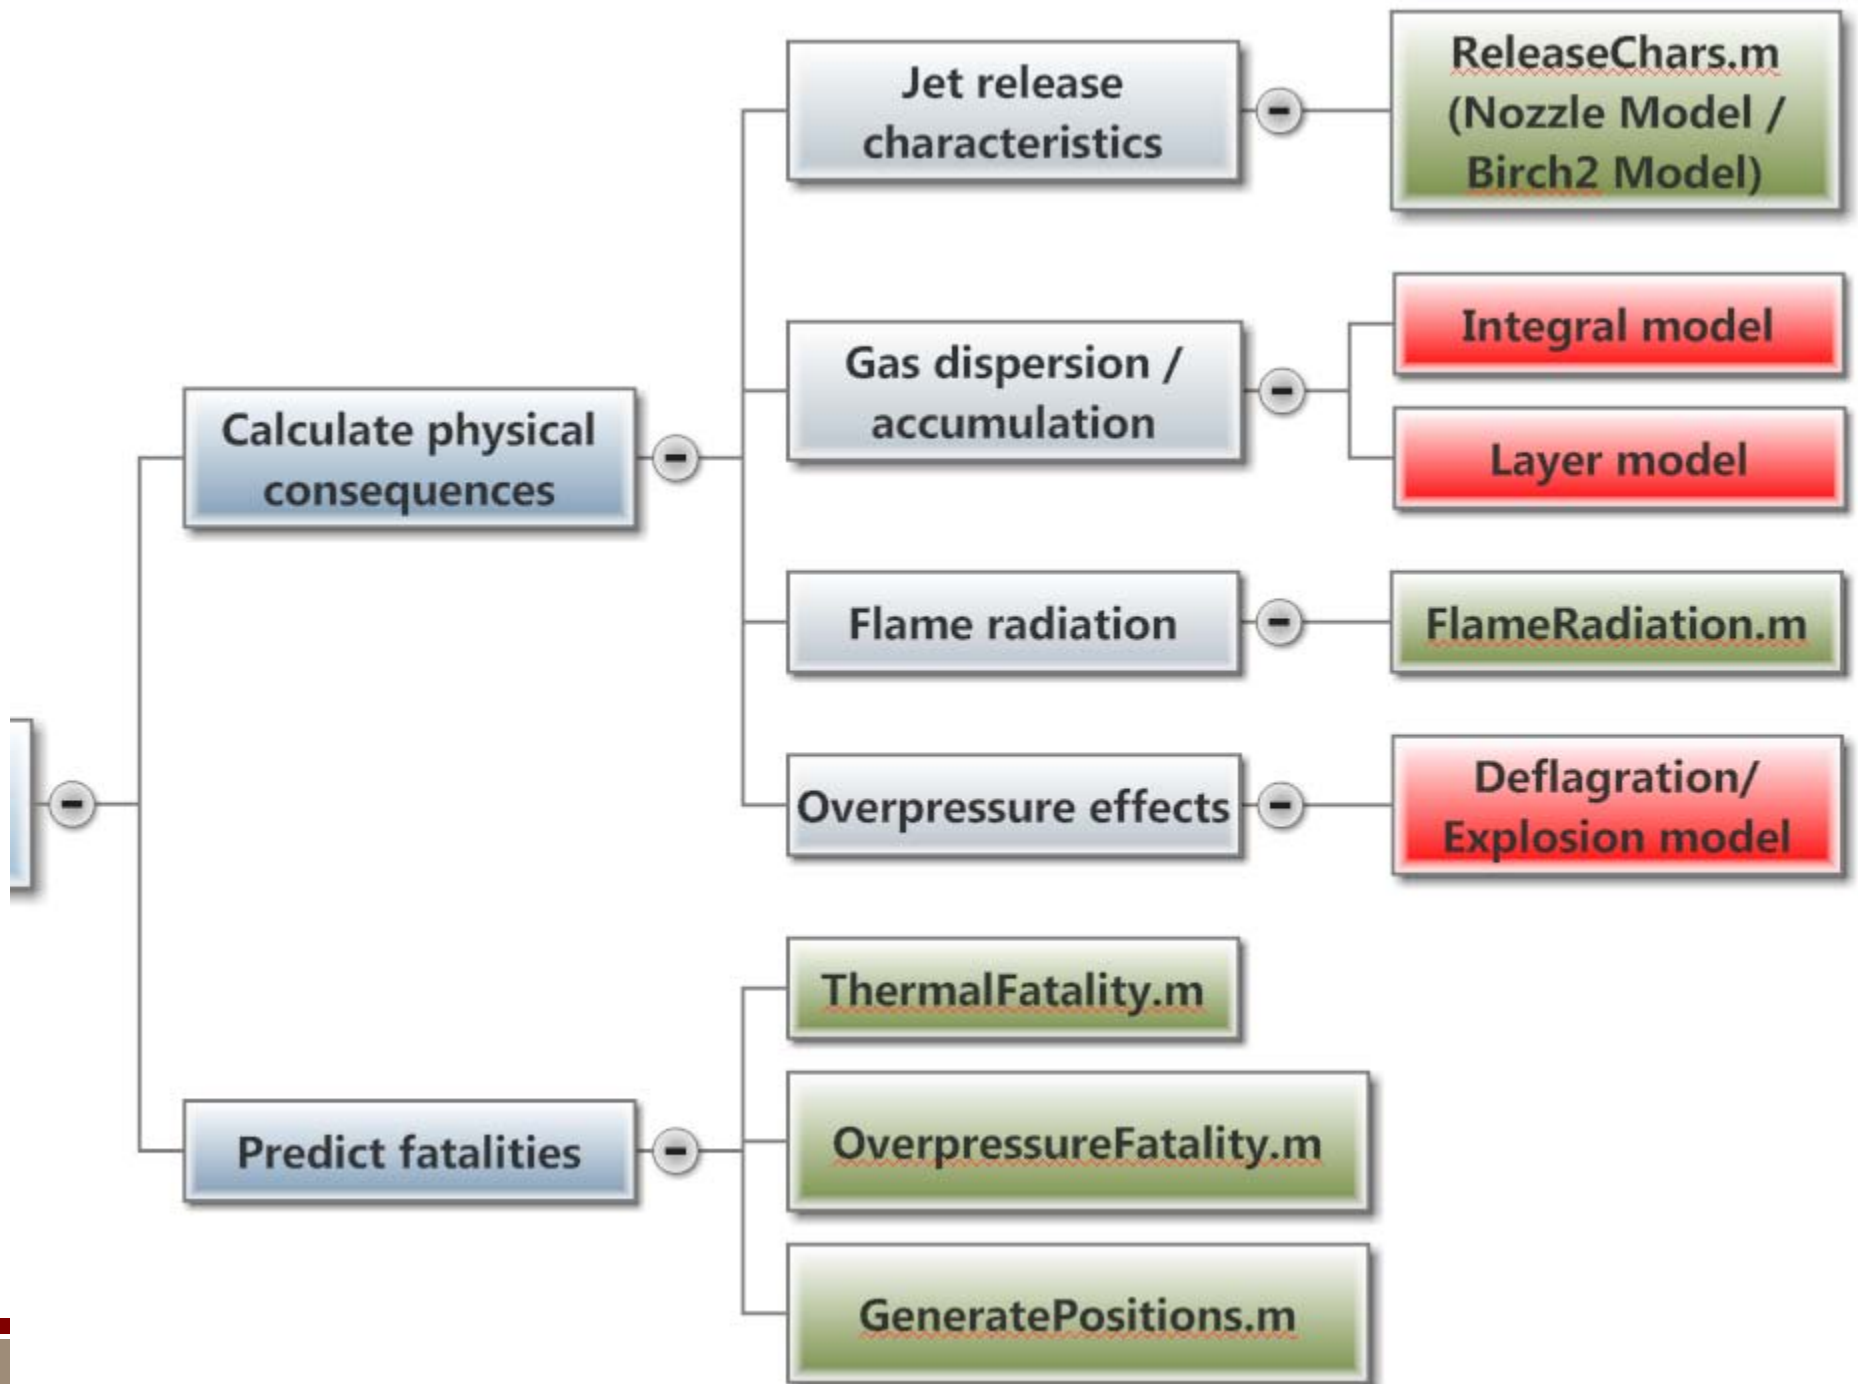 Jet release
characteristics
ReleaseChars.m
(Nozzle Model /
Birch2 Model)
Calculate physical
consequences
Gas dispersion /
accumulation
Integral model
Layer model
Flame radiation
FlameRadiation.m
Overpressure effects
Deflagration/
Explosion model
Predict fatalities
ThermalFatality.m
OverpressureFatality.m
GeneratePositions.m